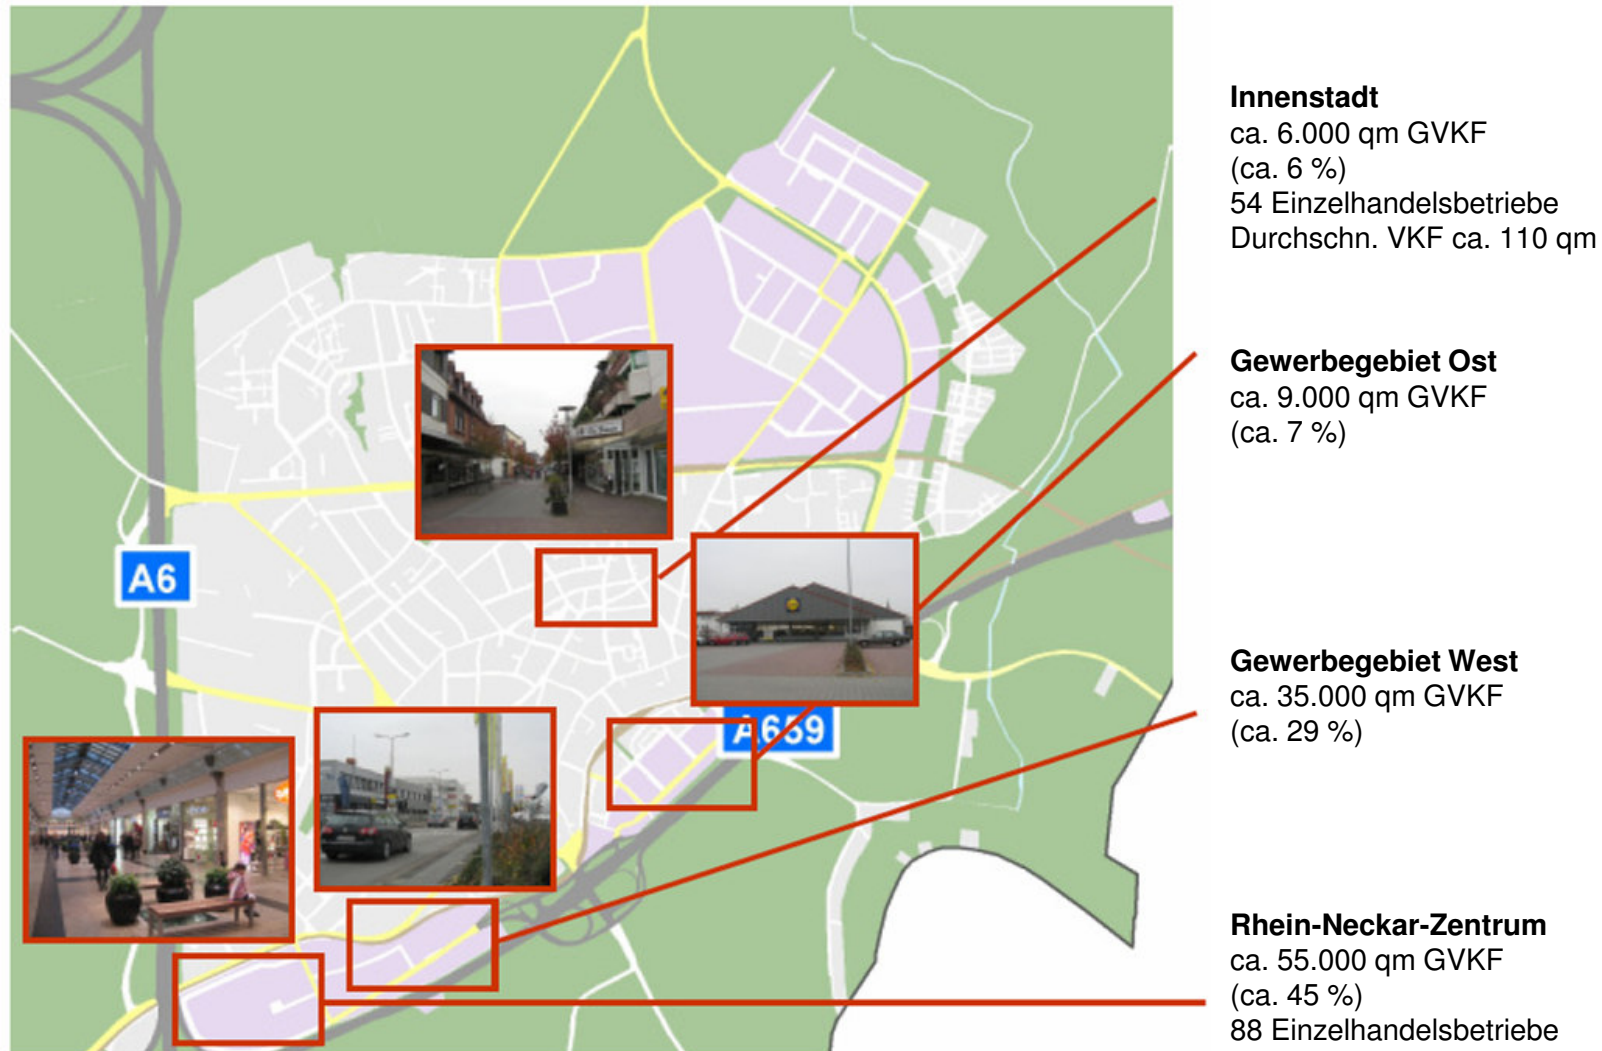 Innenstadt
ca. 6.000 qm GVKF
(ca. 6 %)
54 Einzelhandelsbetriebe
Durchschn. VKF ca. 110 qm
Gewerbegebiet Ost
ca. 9.000 qm GVKF
(ca. 7 %)
A6
Gewerbegebiet West
ca. 35.000 qm GVKF
(ca. 29 %)
A659
Rhein-Neckar-Zentrum
ca. 55.000 qm GVKF
(ca. 45 %)
88 Einzelhandelsbetriebe